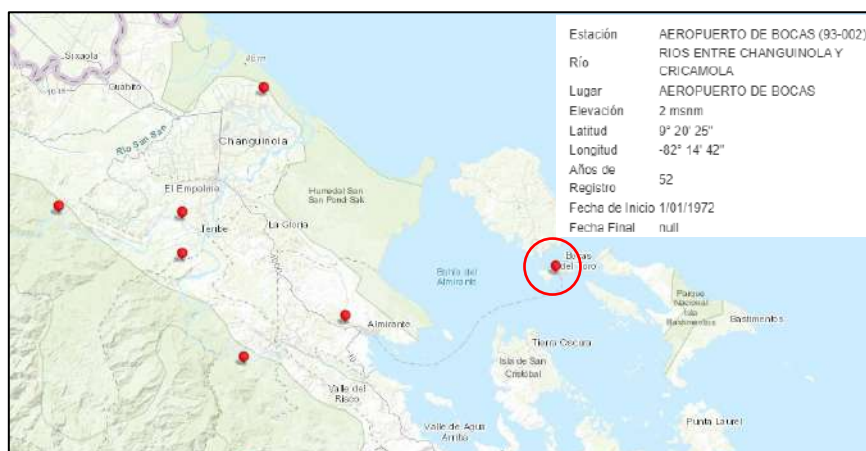 Estación AEROPUERTO DE BOCAS (93-002)
Río RIOS ENTRE CHANGUINOLA Y CRICAMOLA
Lugar AEROPUERTO DE BOCAS
Elevación 2 msnm
Latitud 9° 20' 25"
Longitud -82° 14' 42"
Años de Registro 52
Fecha de Inicio 1/01/1972
Fecha Final null
Sixaola
Guabito
Río San San
Changuinola
El Empalme
Teribe
La Gloria
Humedal San
San Pond Sak
Bahía del
Almirante
Almirante
Bocas
del Toro
Parque
Nacional
Isla
Bastimentos
Bastimentos
Tierra Oscura
Isla de San
Cristóbal
Valle del
Risco
Valle de Agua
Arriba
Punta Laurel